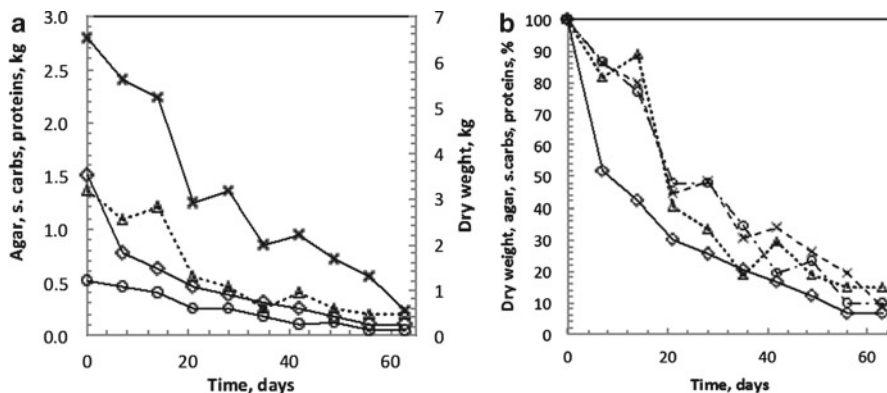 a
3.0
2.5
2.0
1.5
1.0
0.5
0.0
Agar, s. carbs, proteins, kg
7
6
5
4
3
2
1
0
Dry weght, kg
0 20 40 60
Time, days
b
100
90
80
70
60
50
40
30
20
10
0
Dry weight, agar, s.carbs, proteins, %
0 20 40 60
Time, days